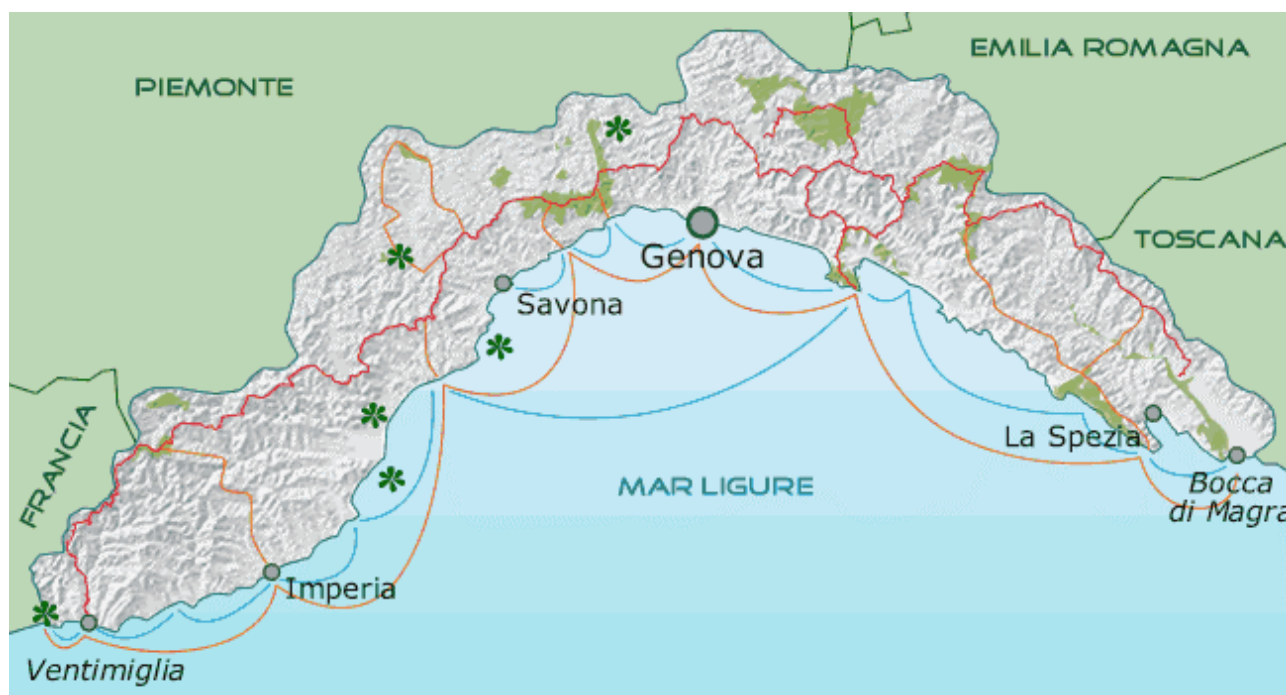 EMILIA ROMAGNA
PIEMONTE
TOSCANA
Genova
Savona
FRANCIA
La Spezia
MAR LIGURE
Bocca
di Magra
Imperia
Ventimiglia